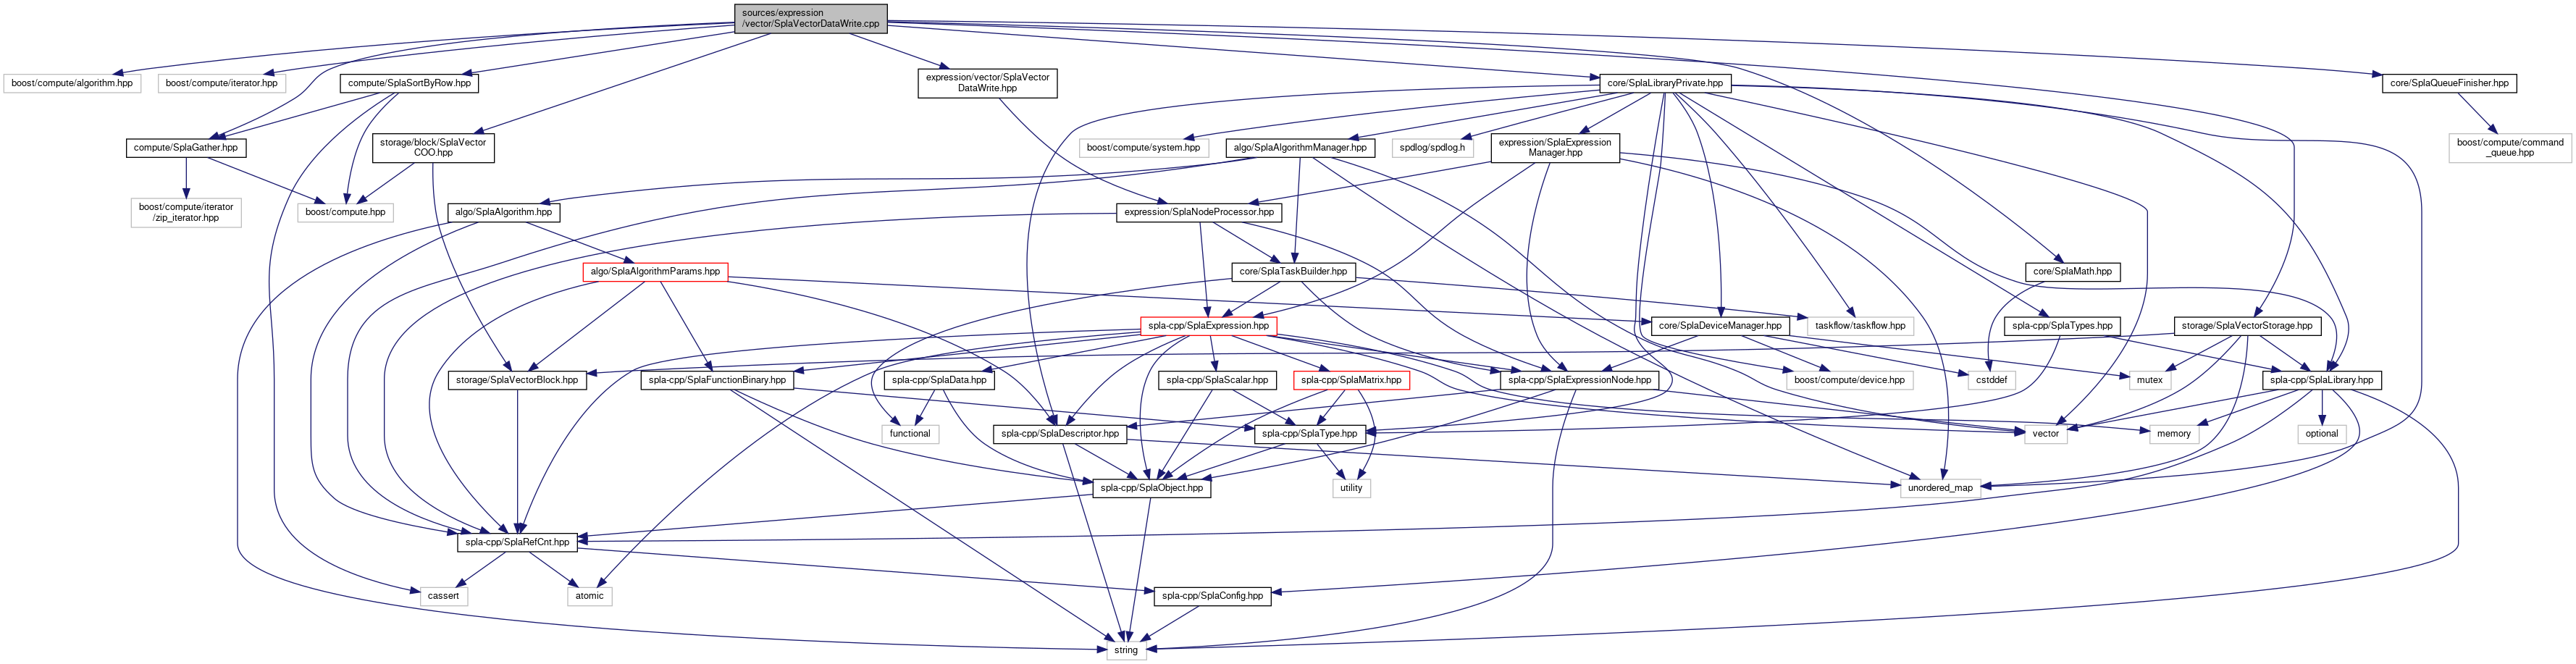 sources/expression
/vector/SplaVectorDataWrite.cpp
boost/compute/algorithm.hpp
boost/compute/iterator.hpp
compute/SplaSortByRow.hpp
expression/vector/SplaVector
DataWrite.hpp
core/SplaLibraryPrivate.hpp
core/SplaQueueFinisher.hpp
compute/SplaGather.hpp
storage/block/SplaVector
COO.hpp
boost/compute/system.hpp
algo/SplaAlgorithmManager.hpp
spdlog/spdlog.h
expression/SplaExpression
Manager.hpp
boost/compute/command
_queue.hpp
boost/compute/iterator
/zip_iterator.hpp
boost/compute.hpp
algo/SplaAlgorithm.hpp
expression/SplaNodeProcessor.hpp
algo/SplaAlgorithmParams.hpp
core/SplaTaskBuilder.hpp
core/SplaMath.hpp
spla-cpp/SplaExpression.hpp
core/SplaDeviceManager.hpp
taskflow/taskflow.hpp
spla-cpp/SplaTypes.hpp
storage/SplaVectorStorage.hpp
storage/SplaVectorBlock.hpp
spla-cpp/SplaFunctionBinary.hpp
spla-cpp/SplaData.hpp
spla-cpp/SplaScalar.hpp
spla-cpp/SplaMatrix.hpp
spla-cpp/SplaExpressionNode.hpp
boost/compute/device.hpp
cstddef
mutex
spla-cpp/SplaLibrary.hpp
functional
spla-cpp/SplaDescriptor.hpp
spla-cpp/SplaType.hpp
vector
memory
optional
spla-cpp/SplaObject.hpp
utility
unordered_map
spla-cpp/SplaRefCnt.hpp
cassert
atomic
spla-cpp/SplaConfig.hpp
string